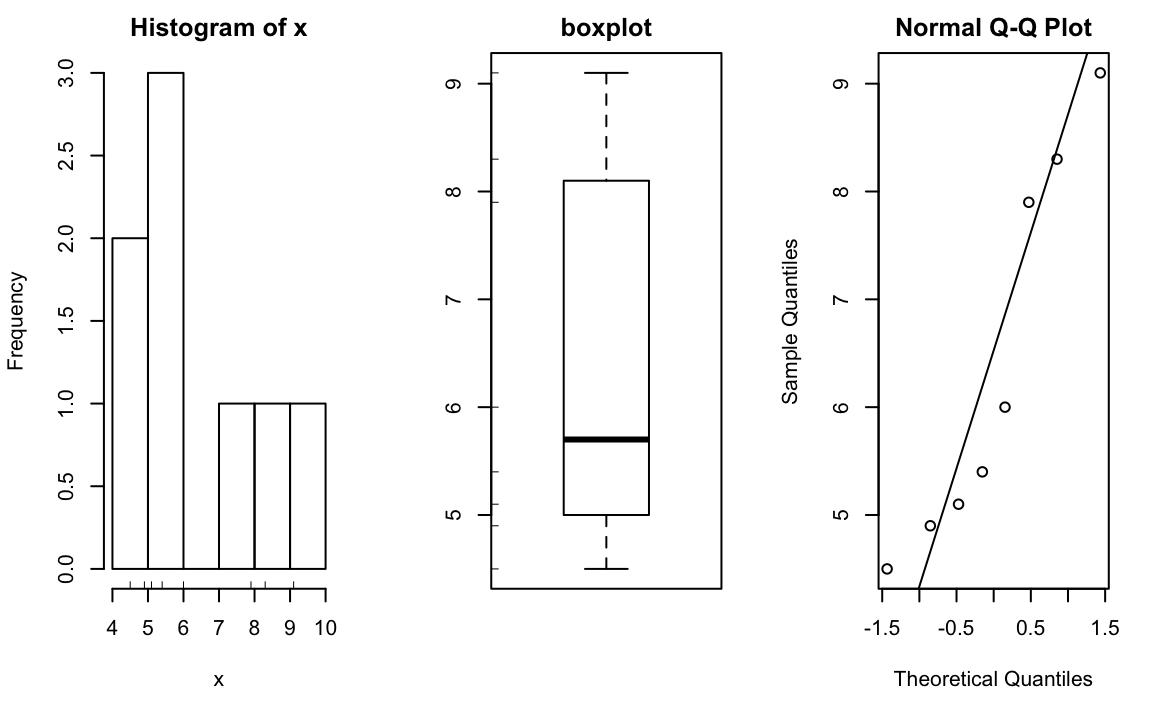 Histogram of x
Frequency
3.0
2.5
2.0
1.5
1.0
0.5
0.0
4 5 6 7 8 9 10
x
boxplot
9
8
7
6
5
Normal Q-Q Plot
Sample Quantiles
9
8
7
6
5
-1.5 -0.5 0.5 1.5
Theoretical Quantiles